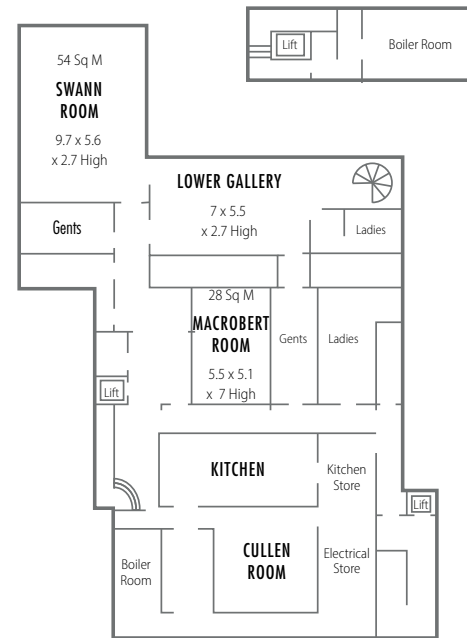 Lift
Boiler Room
54 Sq M
SWANN
ROOM
9.7 x 5.6
x 2.7 High
LOWER GALLERY
7 x 5.5
x 2.7 High
Gents
Ladies
28 Sq M
MACROBERT
ROOM
5.5 x 5.1
x 7 High
Gents
Ladies
Lift
KITCHEN
Kitchen
Store
Lift
CULLEN
ROOM
Boiler
Room
Electrical
Store